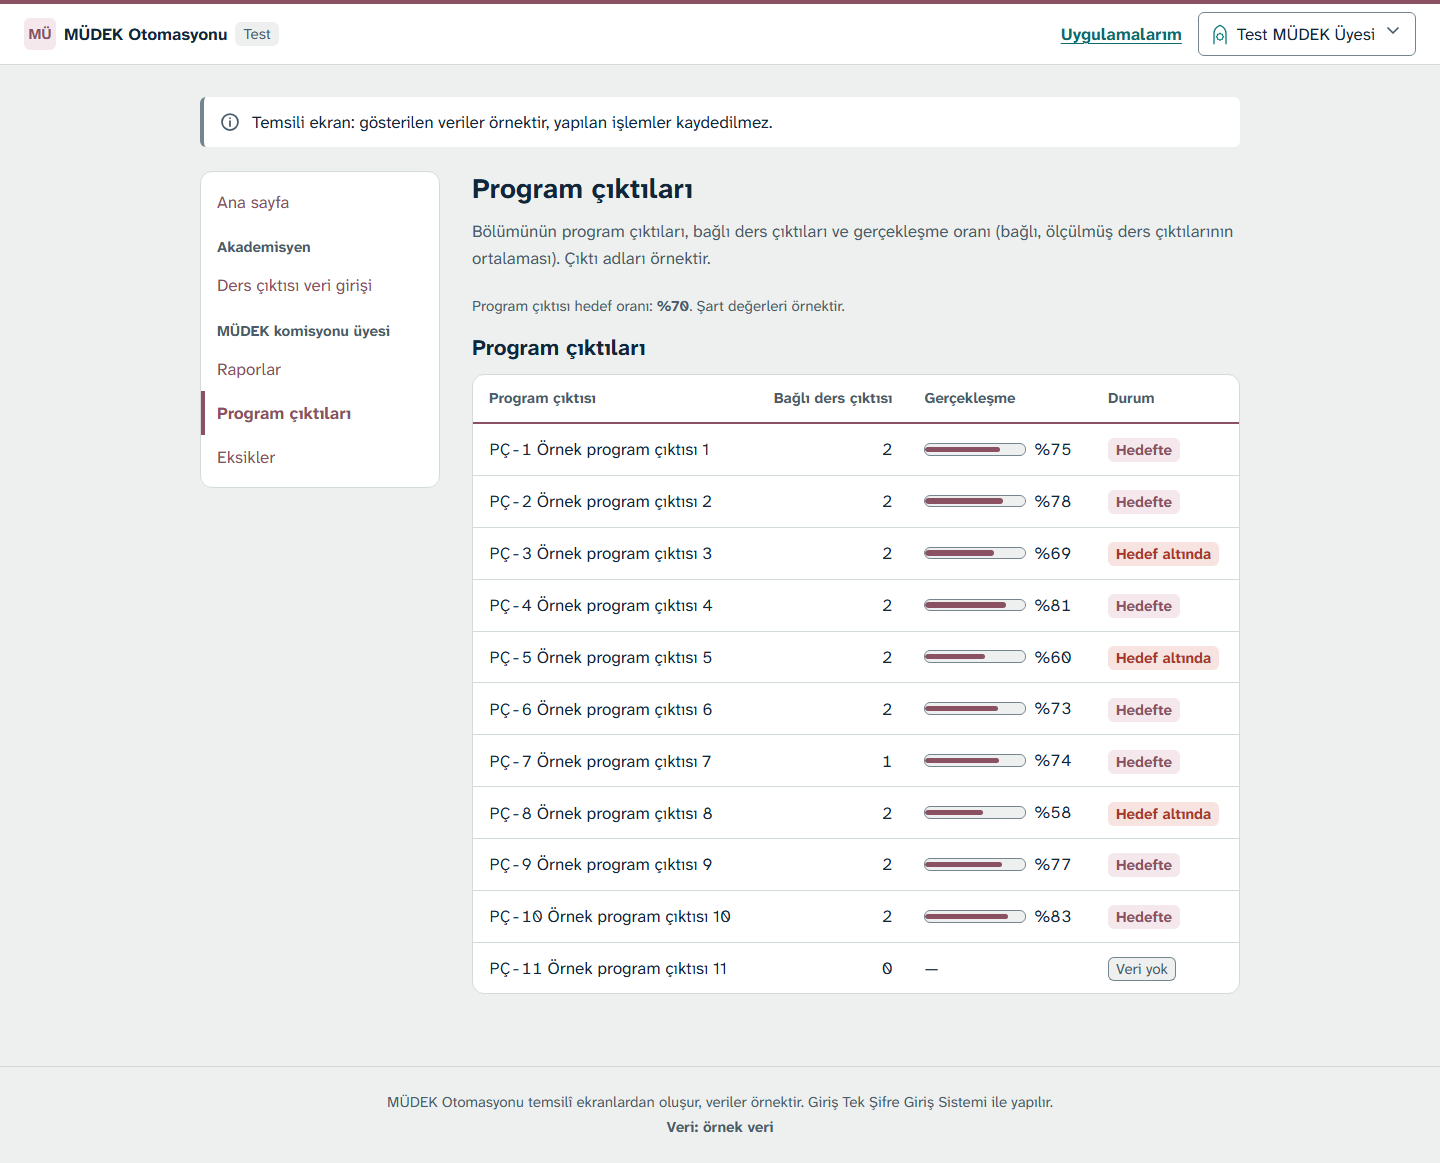 MÜ MÜDEK Otomasyonu Test
Uygulamalarım
Test MÜDEK Üyesi
Temsili ekran: gösterilen veriler örnektir, yapılan işlemler kaydedilmez.
Ana sayfa
Akademisyen
Ders çıktısı veri girişi
MÜDEK komisyonu üyesi
Raporlar
Program çıktıları
Eksikler
Program çıktıları
Bölümünün program çıktıları, bağlı ders çıktıları ve gerçekleşme oranı (bağlı, ölçülmüş ders çıktılarının
ortalaması). Çıktı adları örnektir.
Program çıktısı hedef oranı: %70. Şart değerleri örnektir.
Program çıktıları
Program çıktısı Bağlı ders çıktısı Gerçekleşme Durum
PÇ-1 Örnek program çıktısı 1 2 %75 Hedefte
PÇ-2 Örnek program çıktısı 2 2 %78 Hedefte
PÇ-3 Örnek program çıktısı 3 2 %69 Hedef altında
PÇ-4 Örnek program çıktısı 4 2 %81 Hedefte
PÇ-5 Örnek program çıktısı 5 2 %60 Hedef altında
PÇ-6 Örnek program çıktısı 6 2 %73 Hedefte
PÇ-7 Örnek program çıktısı 7 1 %74 Hedefte
PÇ-8 Örnek program çıktısı 8 2 %58 Hedef altında
PÇ-9 Örnek program çıktısı 9 2 %77 Hedefte
PÇ-10 Örnek program çıktısı 10 2 %83 Hedefte
PÇ-11 Örnek program çıktısı 11 0 — Veri yok
MÜDEK Otomasyonu temsilî ekranlardan oluşur, veriler örnektir. Giriş Tek Şifre Giriş Sistemi ile yapılır.
Veri: örnek veri